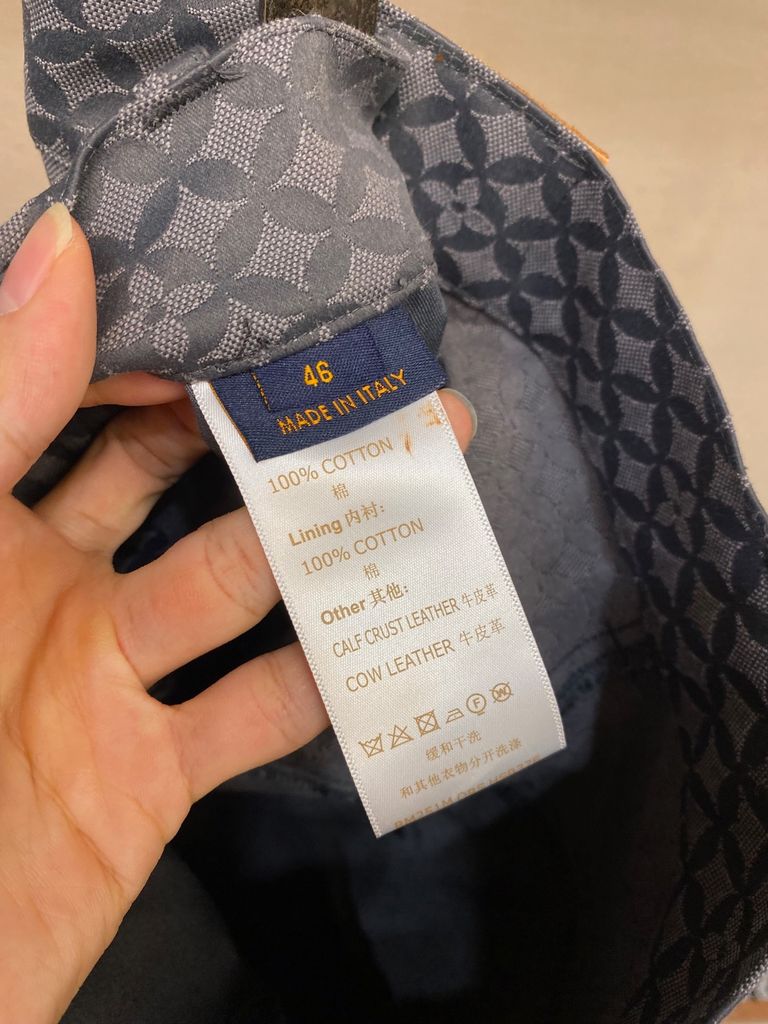 46
MADE IN ITALY
100% COTTON
棉
Lining 内衬:
100% COTTON
棉
Other 其他:
CALF CRUST LEATHER 牛皮革
COW LEATHER 牛皮革
F W
缓和干洗
和其他衣物分开洗涤